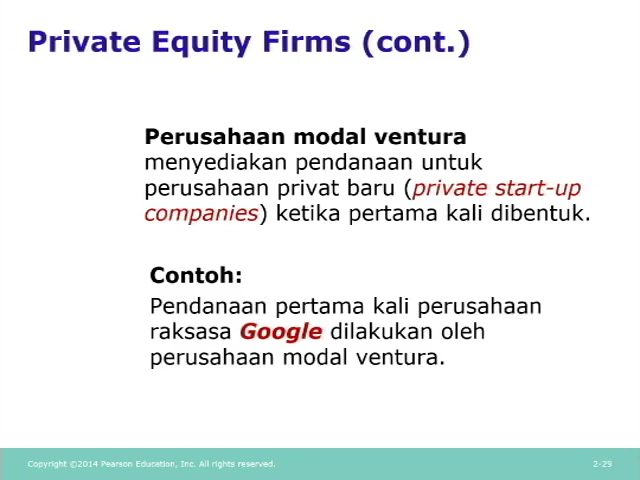 Private Equity Firms (cont.)
Perusahaan modal ventura
menyediakan pendanaan untuk
perusahaan privat baru (private start-up
companies) ketika pertama kali dibentuk.
Contoh:
Pendanaan pertama kali perusahaan
raksasa Google dilakukan oleh
perusahaan modal ventura.
Copyright ©2014 Pearson Education, Inc. All rights reserved.
2-29